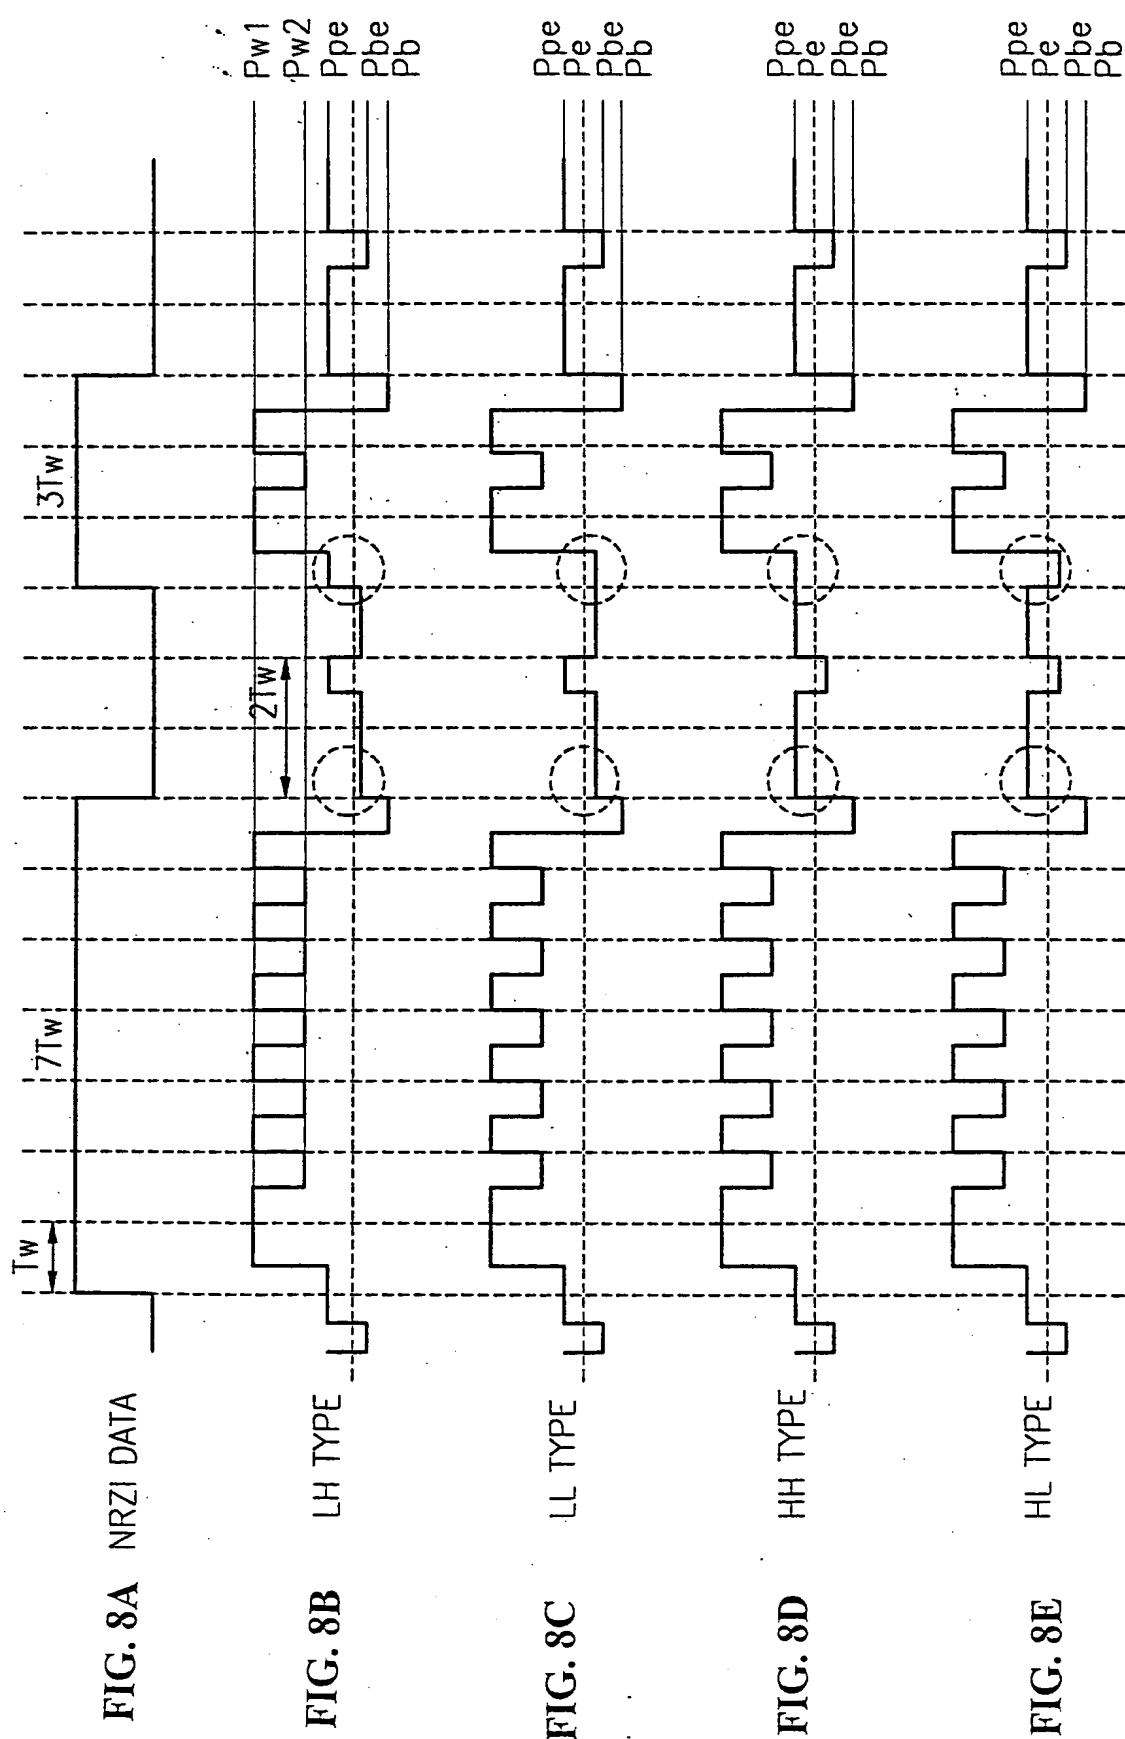 FIG. 8A NRZI DATA
Tw
7Tw
3Tw
FIG. 8B LH TYPE
2Tw
Pw1
Pw2
Ppe
Pbe
Pb
FIG. 8C LL TYPE
Ppe
Pe
Pbe
Pb
FIG. 8D HH TYPE
Ppe
Pe
Pbe
Pb
FIG. 8E HL TYPE
Ppe
Pe
Pbe
Pb